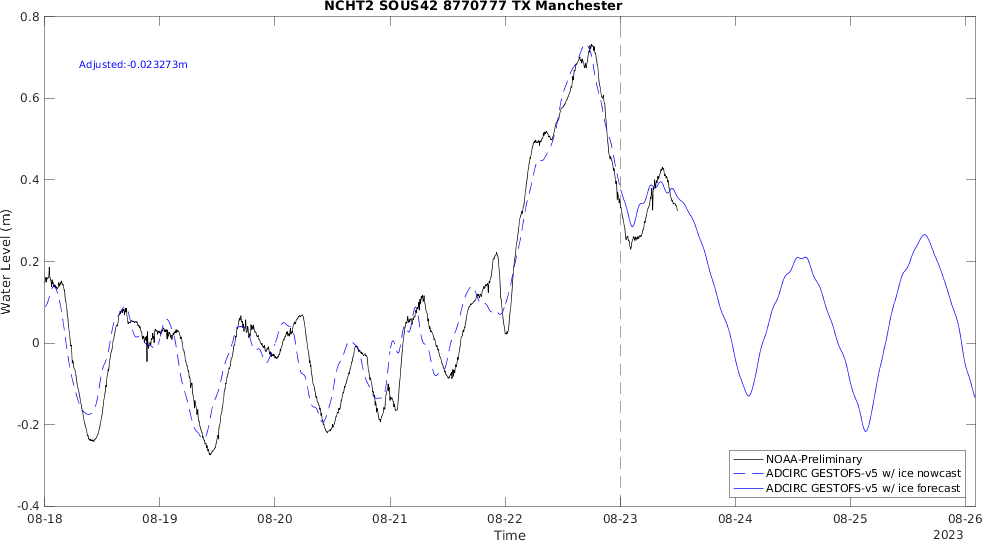 NCHT2 SOUS42 8770777 TX Manchester
Adjusted:-0.023273m
Water Level (m)
0.8
0.6
0.4
0.2
0
-0.2
-0.4
NOAA-Preliminary
ADCIRC GESTOFS-v5 w/ ice nowcast
ADCIRC GESTOFS-v5 w/ ice forecast
08-18 08-19 08-20 08-21 08-22 08-23 08-24 08-25 08-26
Time
2023